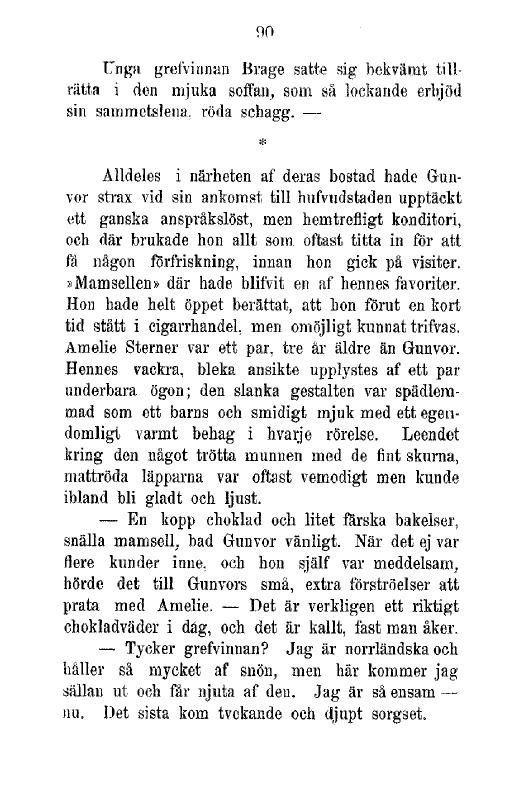 90
Unga grefvinnan Brage satte sig bekvämt till-
rätta i den mjuka soffan, som så lockande erbjöd
sin sammetslena, röda schagg. —
*
Alldeles i närheten af deras bostad hade Gun-
vor strax vid sin ankomst till hufvudstaden upptäckt
ett ganska anspråkslöst, men hemtrefligt konditori,
och där brukade hon allt som oftast titta in för att
få någon förfriskning, innan hon gick på visiter.
»Mamsellen» där hade blifvit en af hennes favoriter.
Hon hade helt öppet berättat, att hon förut en kort
tid stått i cigarrhandel, men omöjligt kunnat trifvas.
Amelie Sterner var ett par, tre år äldre än Gunvor.
Hennes vackra, bleka ansikte upplystes af ett par
underbara ögon; den slanka gestalten var spädlem-
mad som ett barns och smidigt mjuk med ett egen-
domligt varmt behag i hvarje rörelse. Leendet
kring den något trötta munnen med de fint skurna,
mattröda läpparna var oftast vemodigt men kunde
ibland bli gladt och ljust.
— En kopp choklad och litet färska bakelser,
snälla mamsell, bad Gunvor vänligt. När det ej var
flere kunder inne, och hon själf var meddelsam,
hörde det till Gunvors små, extra förströelser att
prata med Amelie. — Det är verkligen ett riktigt
chokladväder i dag, och det är kallt, fast man åker.
— Tycker grefvinnan? Jag är norrländska och
håller så mycket af snön, men här kommer jag
sällan ut och får njuta af den. Jag är så ensam —
nu. Det sista kom tvekande och djupt sorgset.